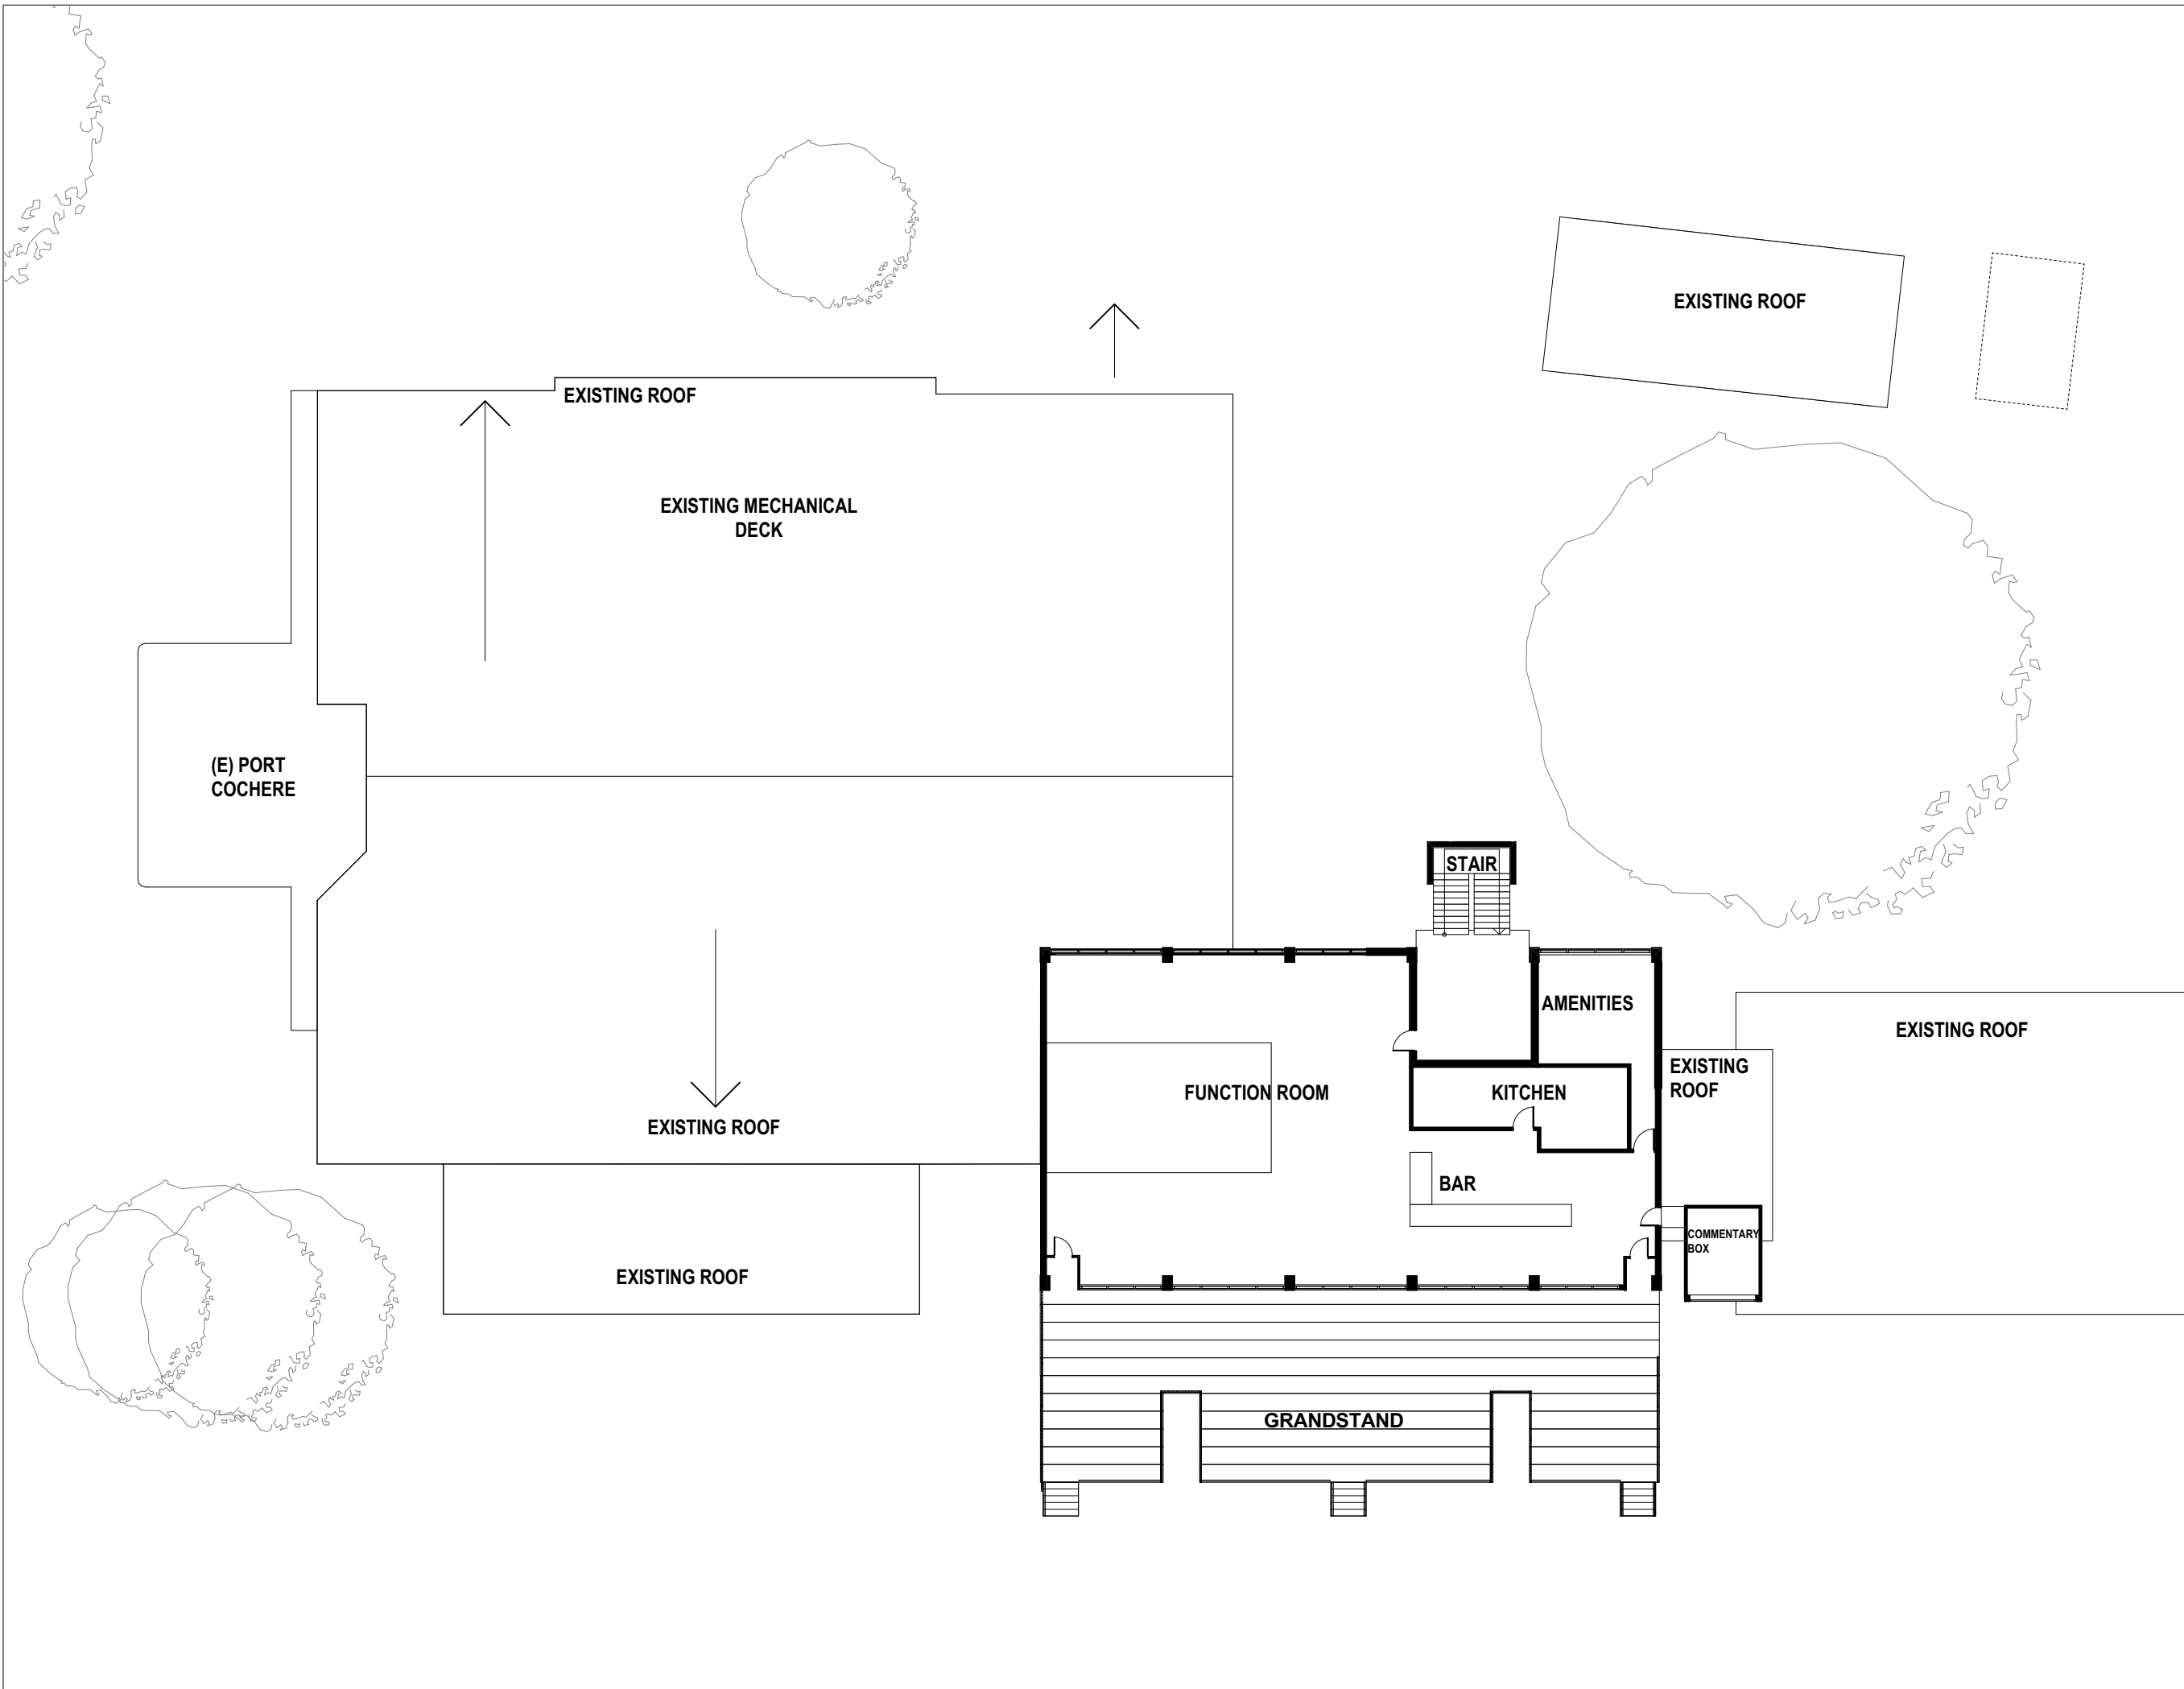 EXISTING ROOF
EXISTING ROOF
EXISTING MECHANICAL
DECK
(E) PORT
COCHERE
STAIR
AMENITIES
EXISTING ROOF
EXISTING
ROOF
FUNCTION ROOM
KITCHEN
EXISTING ROOF
BAR
COMMENTARY
BOX
EXISTING ROOF
GRANDSTAND